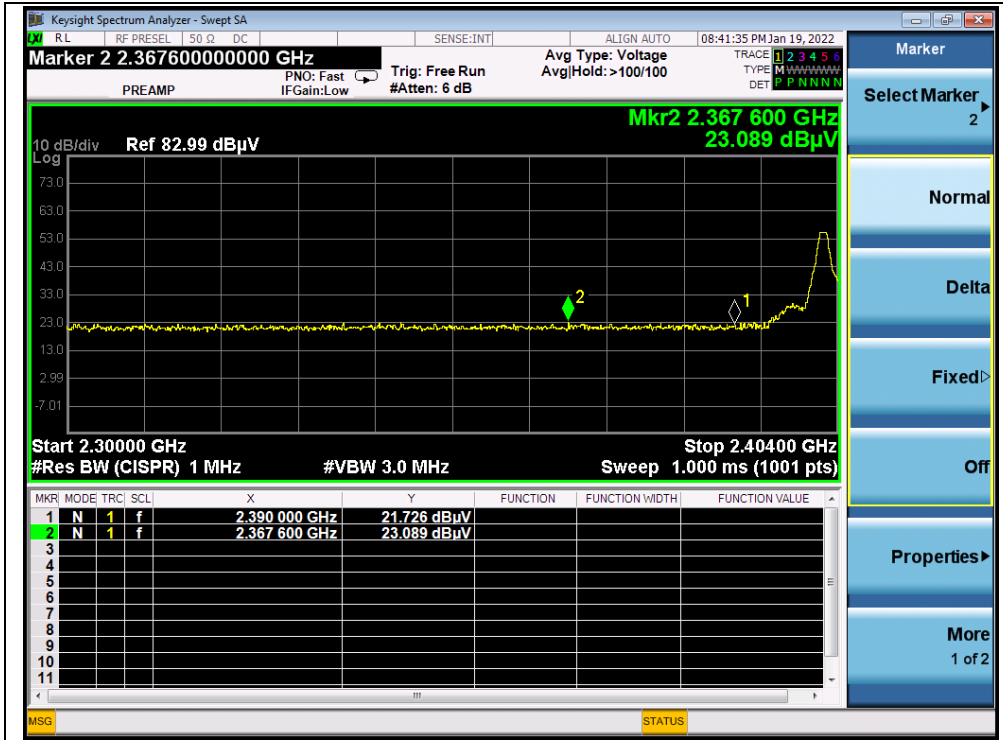 Keysight Spectrum Analyzer - Swept SA
LXI RL RF PRESEL 50 Ω DC SENSE:INT ALIGN AUTO 08:41:35 PM Jan 19, 2022
Marker 2 2.367600000000 GHz
PREAMP
PNO: Fast
IFGain:Low
Trig: Free Run
#Atten: 6 dB
Avg Type: Voltage
Avg|Hold:>100/100
TRACE 1 2 3 4 5 6
TYPE M W W W W W
DET P P N N N N
Mkr2 2.367 600 GHz
23.089 dBµV
10 dB/div Ref 82.99 dBµV
Log
73.0
63.0
53.0
43.0
33.0
23.0
13.0
2.99
-7.01
2
1
Start 2.30000 GHz Stop 2.40400 GHz
#Res BW (CISPR) 1 MHz #VBW 3.0 MHz Sweep 1.000 ms (1001 pts)
MKR MODE TRC SCL X Y FUNCTION FUNCTION WIDTH FUNCTION VALUE
1 N 1 f 2.390 000 GHz 21.726 dBµV
2 N 1 f 2.367 600 GHz 23.089 dBµV
3
4
5
6
7
8
9
10
11
MSG STATUS
Marker
Select Marker
2
Normal
Delta
Fixed
Off
Properties
More
1 of 2